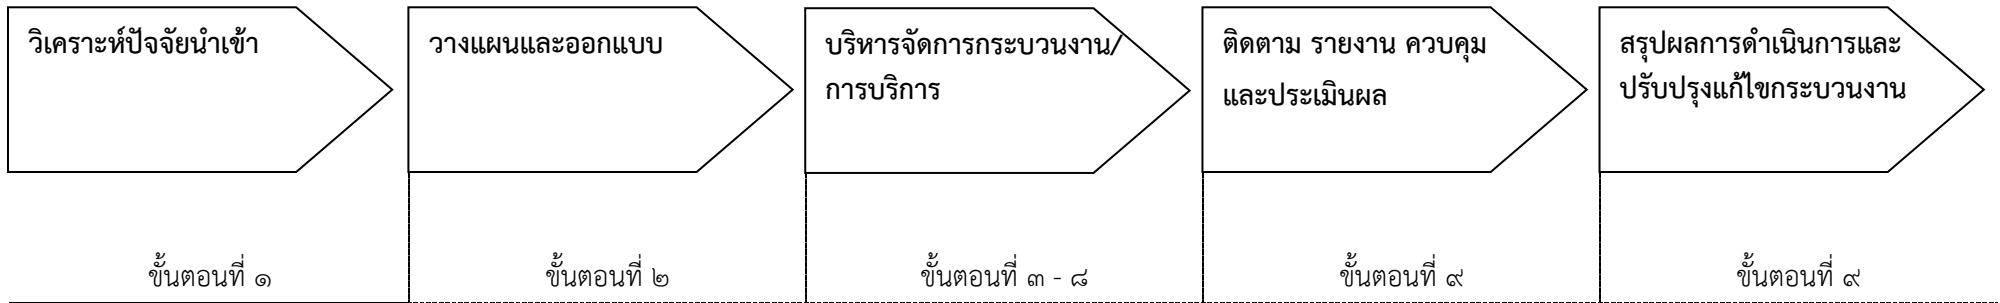 วิเคราะห์ปัจจัยนำเข้า
วางแผนและออกแบบ
บริหารจัดการกระบวนงาน/
การบริการ
ติดตาม รายงาน ควบคุม
และประเมินผล
สรุปผลการดำเนินการและ
ปรับปรุงแก้ไขกระบวนงาน
ขั้นตอนที่ ๑
ขั้นตอนที่ ๒
ขั้นตอนที่ ๓ - ๘
ขั้นตอนที่ ๙
ขั้นตอนที่ ๙